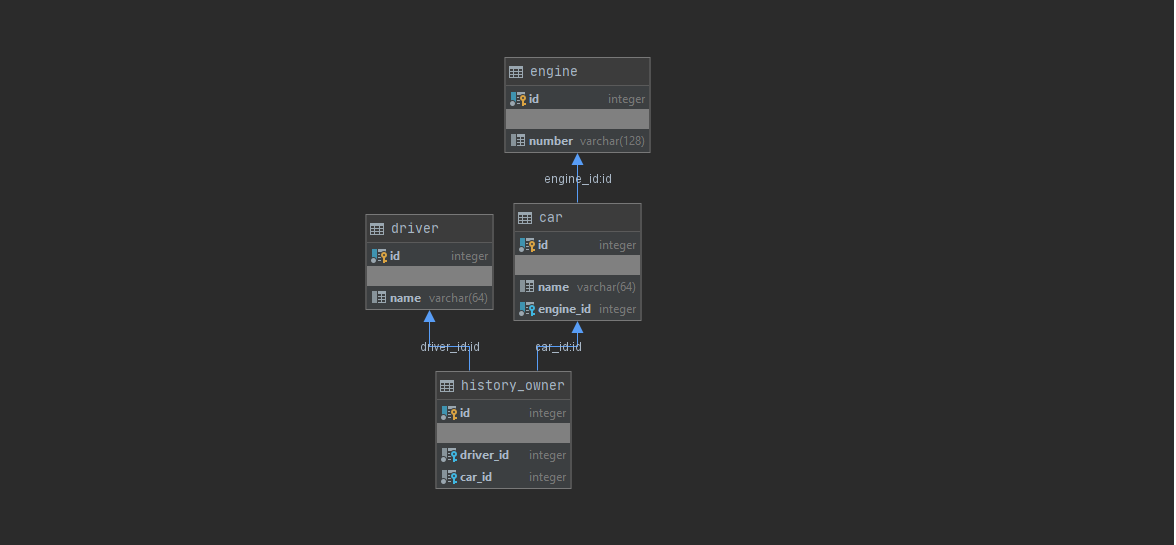 engine
id integer
number varchar(128)
engine_id:id
car
id integer
name varchar(64)
engine_id integer
driver
id integer
name varchar(64)
driver_id:id
car_id:id
history_owner
id integer
driver_id integer
car_id integer